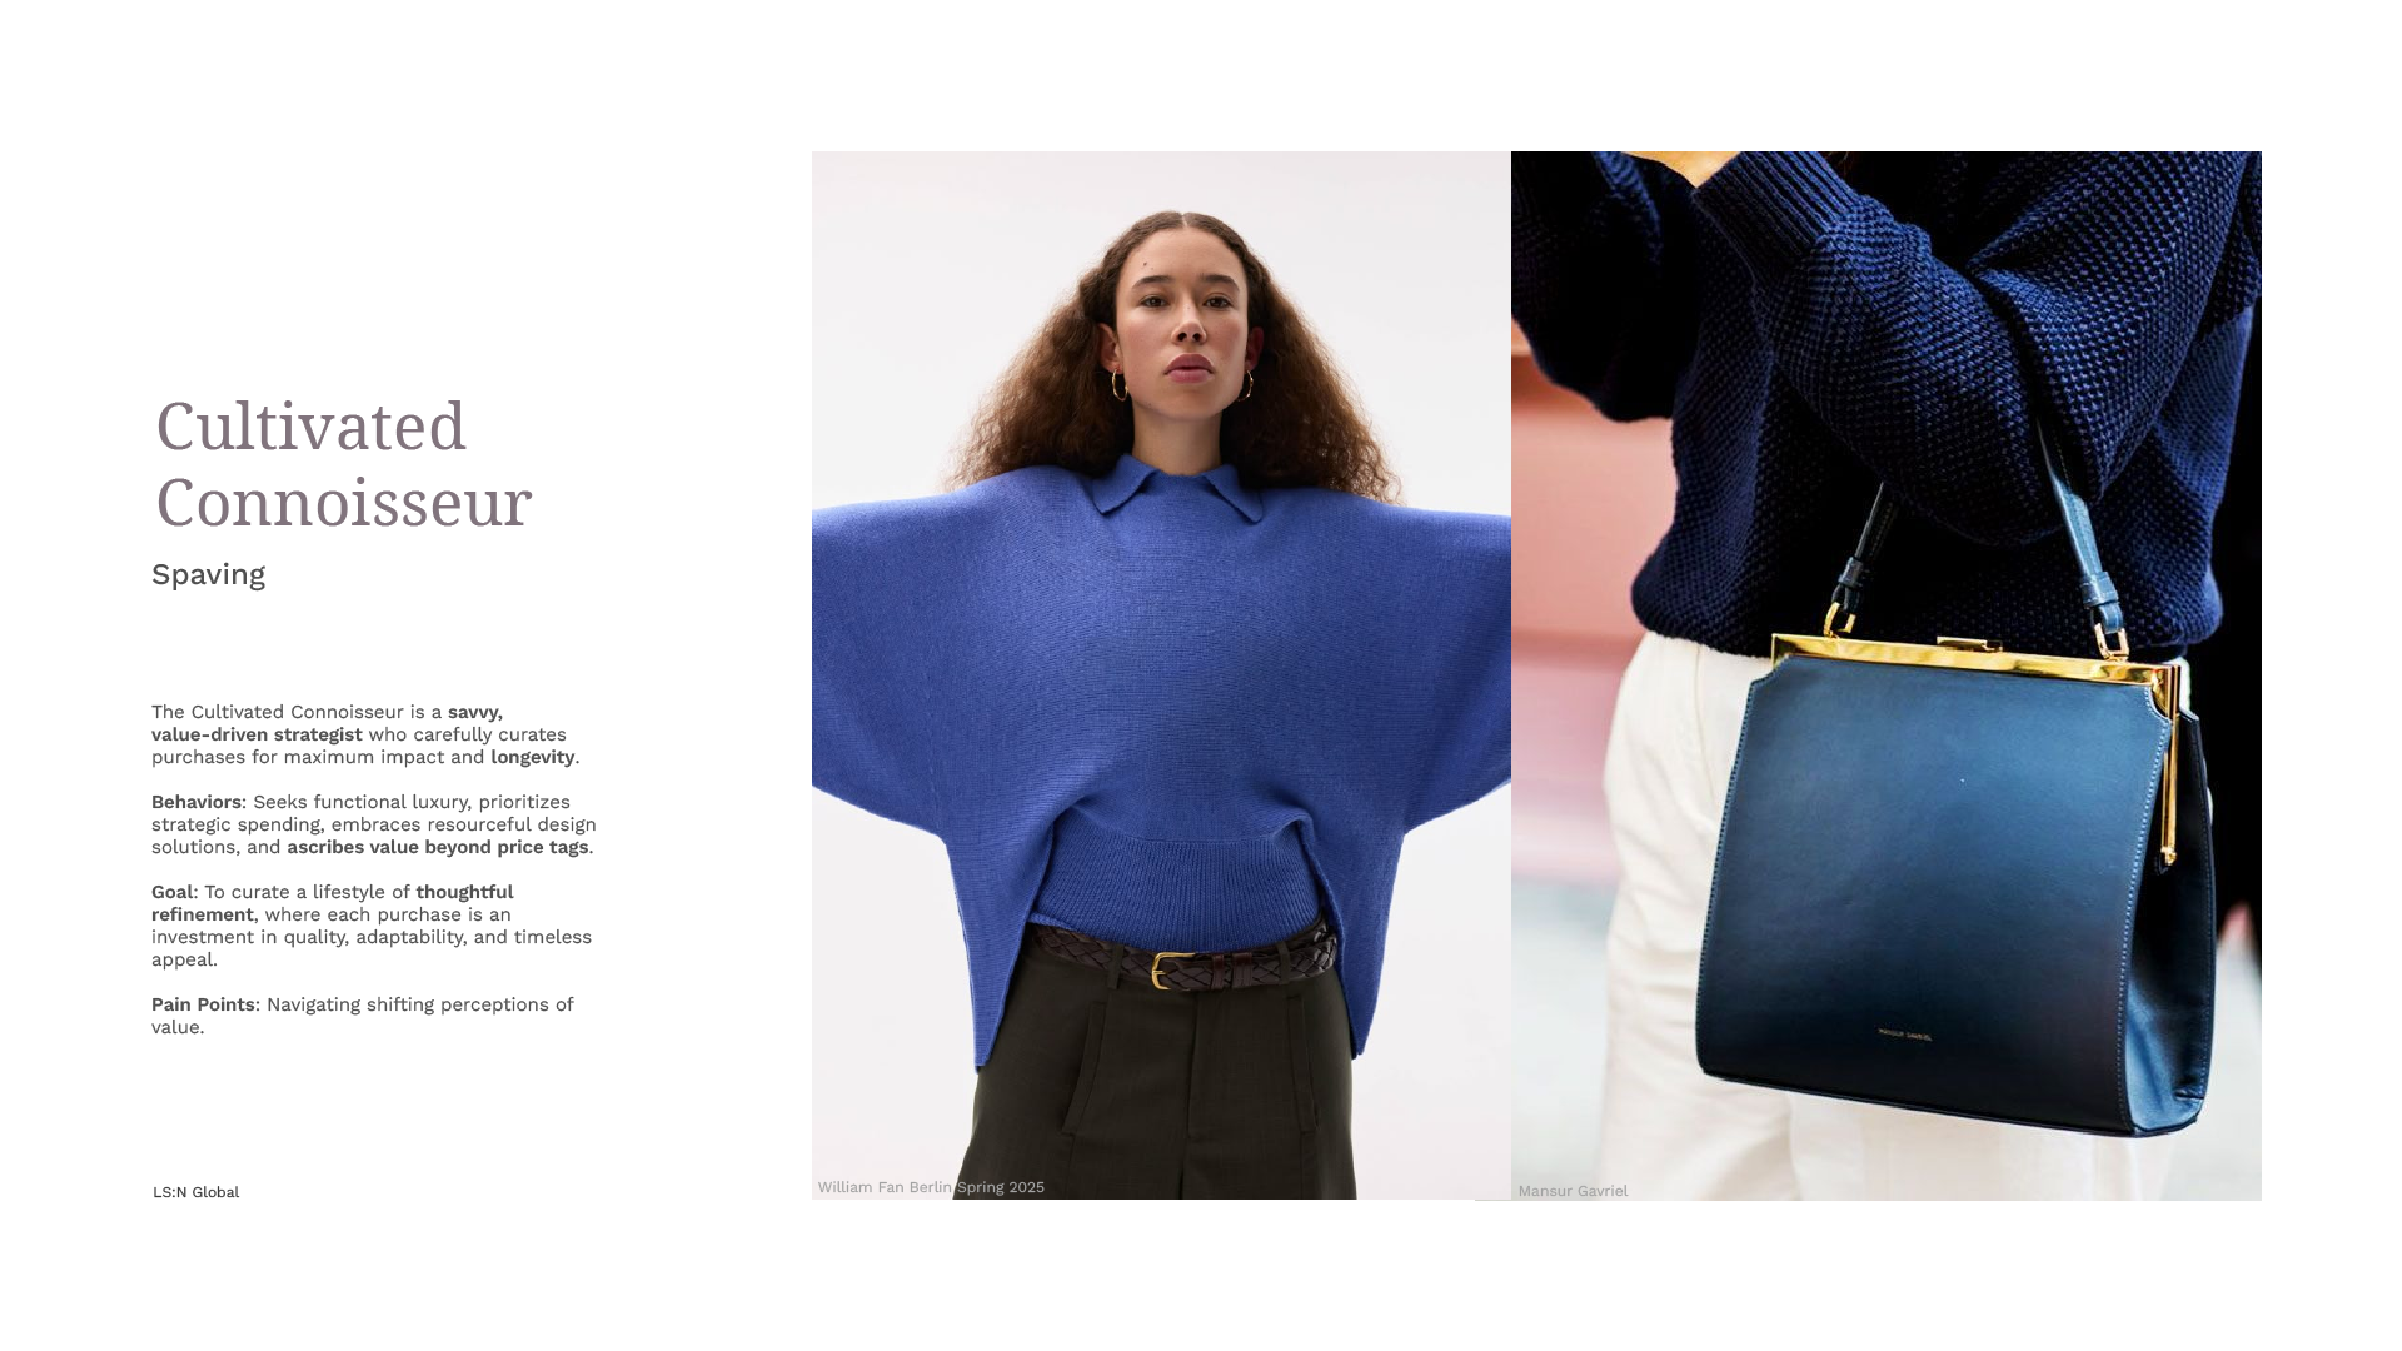 Cultivated
Connoisseur
Spaving
The Cultivated Connoisseur is a savvy,
value-driven strategist who carefully curates
purchases for maximum impact and longevity.
Behaviors: Seeks functional luxury, prioritizes
strategic spending, embraces resourceful design
solutions, and ascribes value beyond price tags.
Goal: To curate a lifestyle of thoughtful
refinement, where each purchase is an
investment in quality, adaptability, and timeless
appeal.
Pain Points: Navigating shifting perceptions of
value.
LS:N Global
William Fan Berlin Spring 2025
MANSUR GAVRIEL
Mansur Gavriel